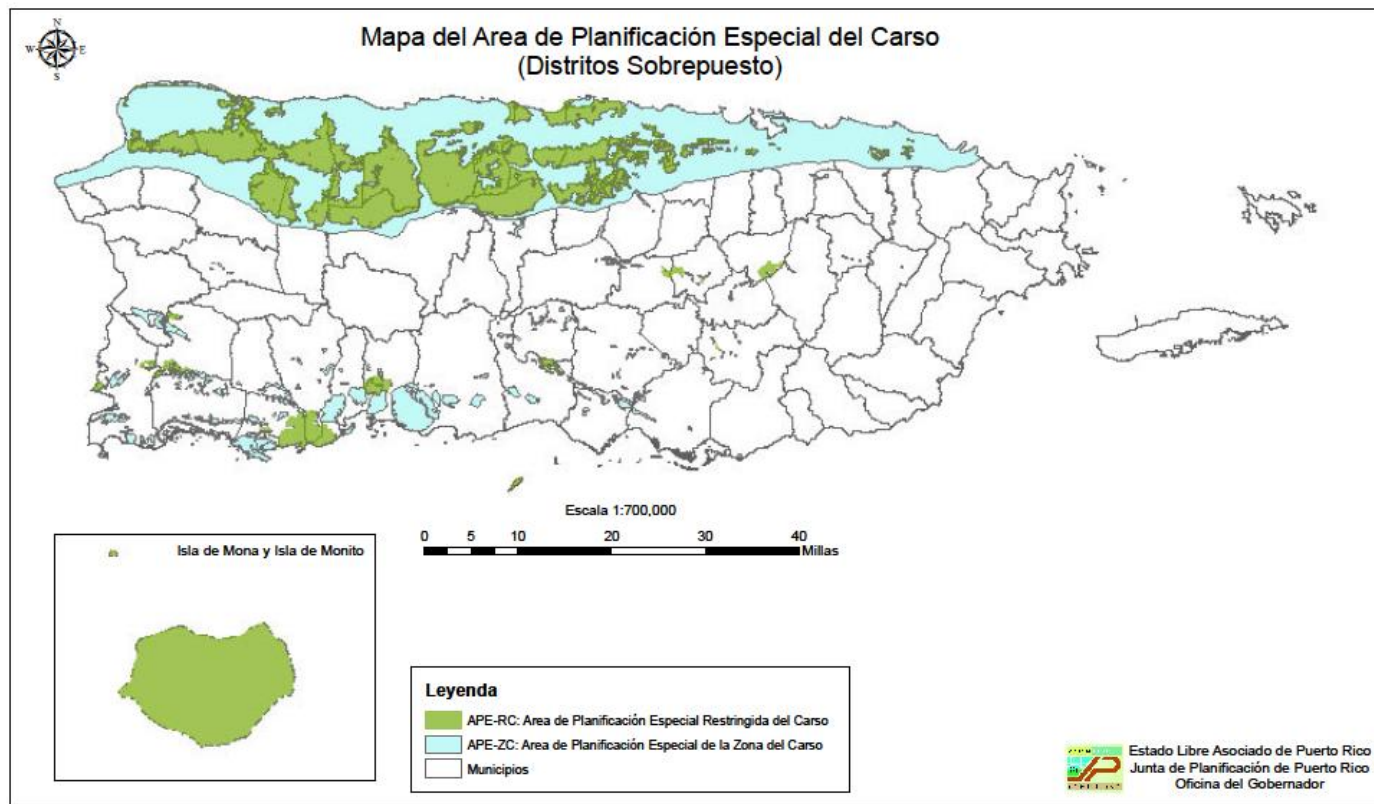 N
W E
S
Mapa del Area de Planificación Especial del Carso
(Distritos Sobrepuesto)
Escala 1:700,000
0 5 10 20 30 40
Millas
Isla de Mona y Isla de Monito
Leyenda
APE-RC: Area de Planificación Especial Restringida del Carso
APE-ZC: Area de Planificación Especial de la Zona del Carso
Municipios
Estado Libre Asociado de Puerto Rico
Junta de Planificación de Puerto Rico
Oficina del Gobernador